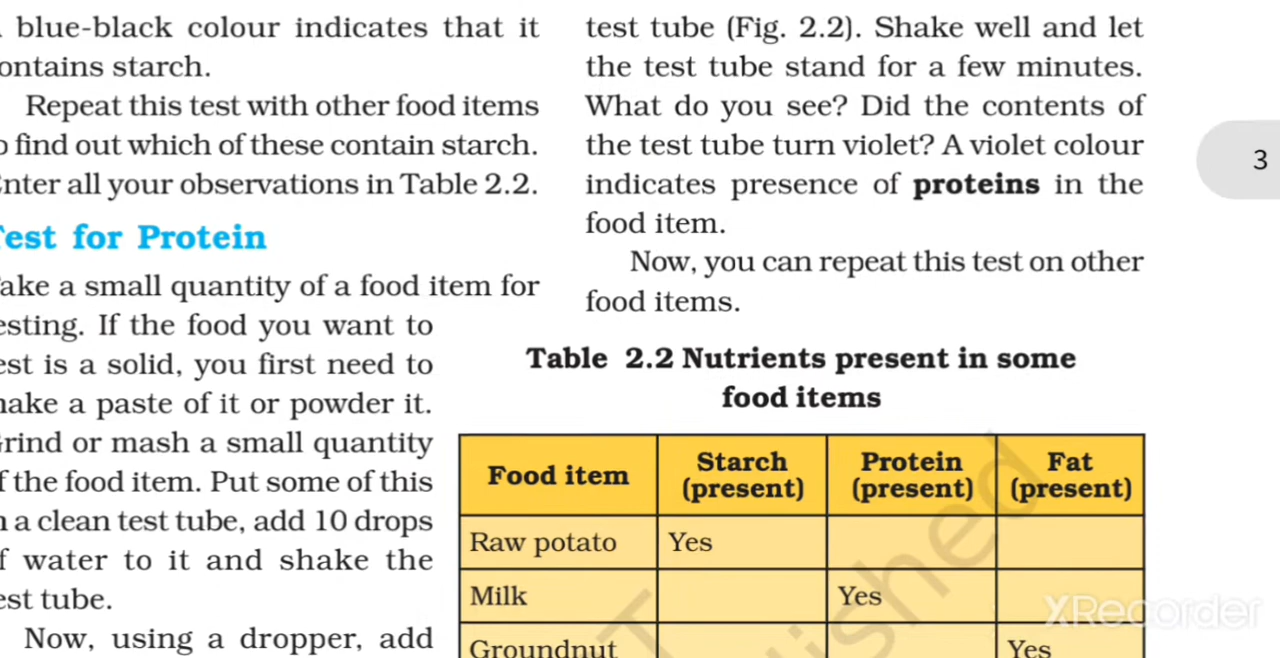 blue-black colour indicates that it
ontains starch.
Repeat this test with other food items
o find out which of these contain starch.
nter all your observations in Table 2.2.
est for Protein
ake a small quantity of a food item for
esting. If the food you want to
est is a solid, you first need to
make a paste of it or powder it.
rind or mash a small quantity
f the food item. Put some of this
n a clean test tube, add 10 drops
f water to it and shake the
est tube.
Now, using a dropper, add
test tube (Fig. 2.2). Shake well and let
the test tube stand for a few minutes.
What do you see? Did the contents of
the test tube turn violet? A violet colour
indicates presence of proteins in the
food item.
Now, you can repeat this test on other
food items.
Table 2.2 Nutrients present in some
food items
Food item Starch (present) Protein (present) Fat (present)
Raw potato Yes
Milk Yes
Groundnut Yes
3
XRecorder